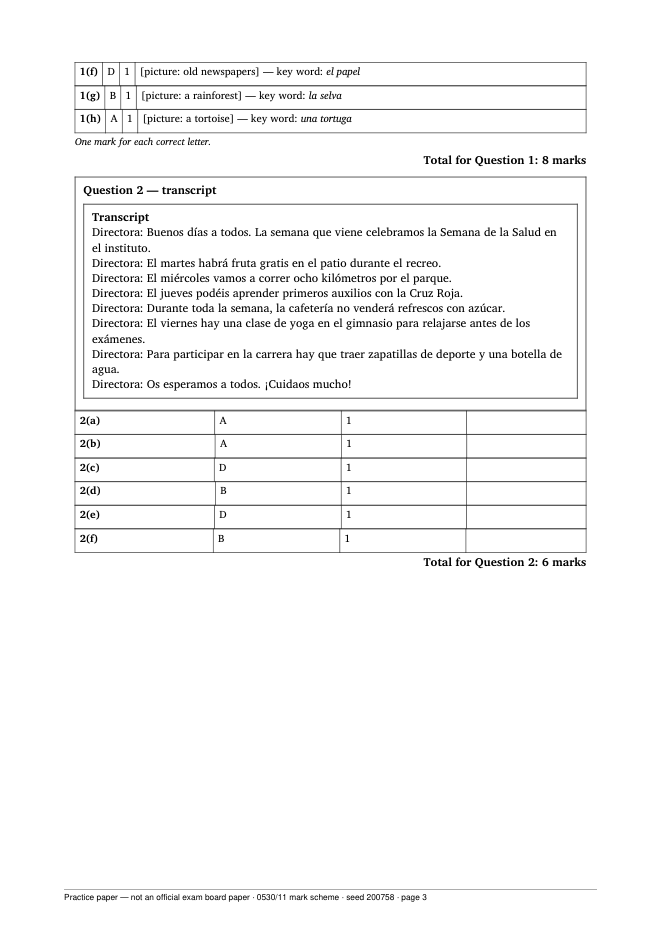 1(f) D 1 [picture: old newspapers] — key word: el papel
1(g) B 1 [picture: a rainforest] — key word: la selva
1(h) A 1 [picture: a tortoise] — key word: una tortuga
One mark for each correct letter.
Total for Question 1: 8 marks
Question 2 — transcript
Transcript
Directora: Buenos días a todos. La semana que viene celebramos la Semana de la Salud en
el instituto.
Directora: El martes habrá fruta gratis en el patio durante el recreo.
Directora: El miércoles vamos a correr ocho kilómetros por el parque.
Directora: El jueves podéis aprender primeros auxilios con la Cruz Roja.
Directora: Durante toda la semana, la cafetería no venderá refrescos con azúcar.
Directora: El viernes hay una clase de yoga en el gimnasio para relajarse antes de los
exámenes.
Directora: Para participar en la carrera hay que traer zapatillas de deporte y una botella de
agua.
Directora: Os esperamos a todos. ¡Cuidaos mucho!
2(a) A 1
2(b) A 1
2(c) D 1
2(d) B 1
2(e) D 1
2(f) B 1
Total for Question 2: 6 marks
Practice paper — not an official exam board paper · 0530/11 mark scheme · seed 200758 · page 3